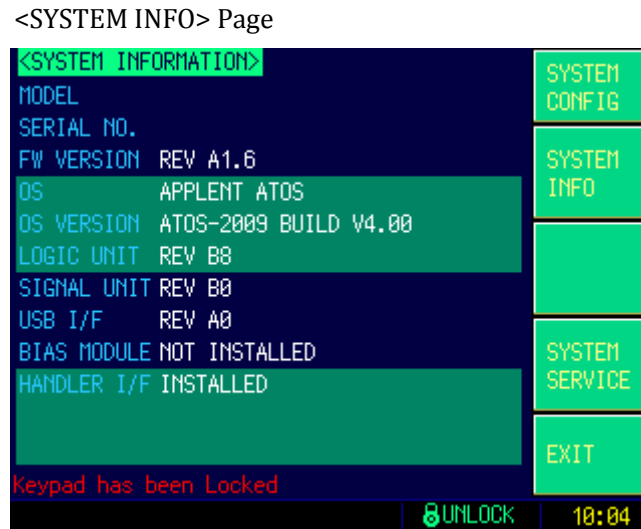 <SYSTEM INFO> Page
<SYSTEM INFORMATION>
MODEL
SERIAL NO.
FW VERSION REV A1.6
OS APPLENT ATOS
OS VERSION ATOS-2009 BUILD V4.00
LOGIC UNIT REV B8
SIGNAL UNIT REV B0
USB I/F REV A0
BIAS MODULE NOT INSTALLED
HANDLER I/F INSTALLED
Keypad has been Locked
SYSTEM
CONFIG
SYSTEM
INFO
SYSTEM
SERVICE
EXIT
UNLOCK 10:04